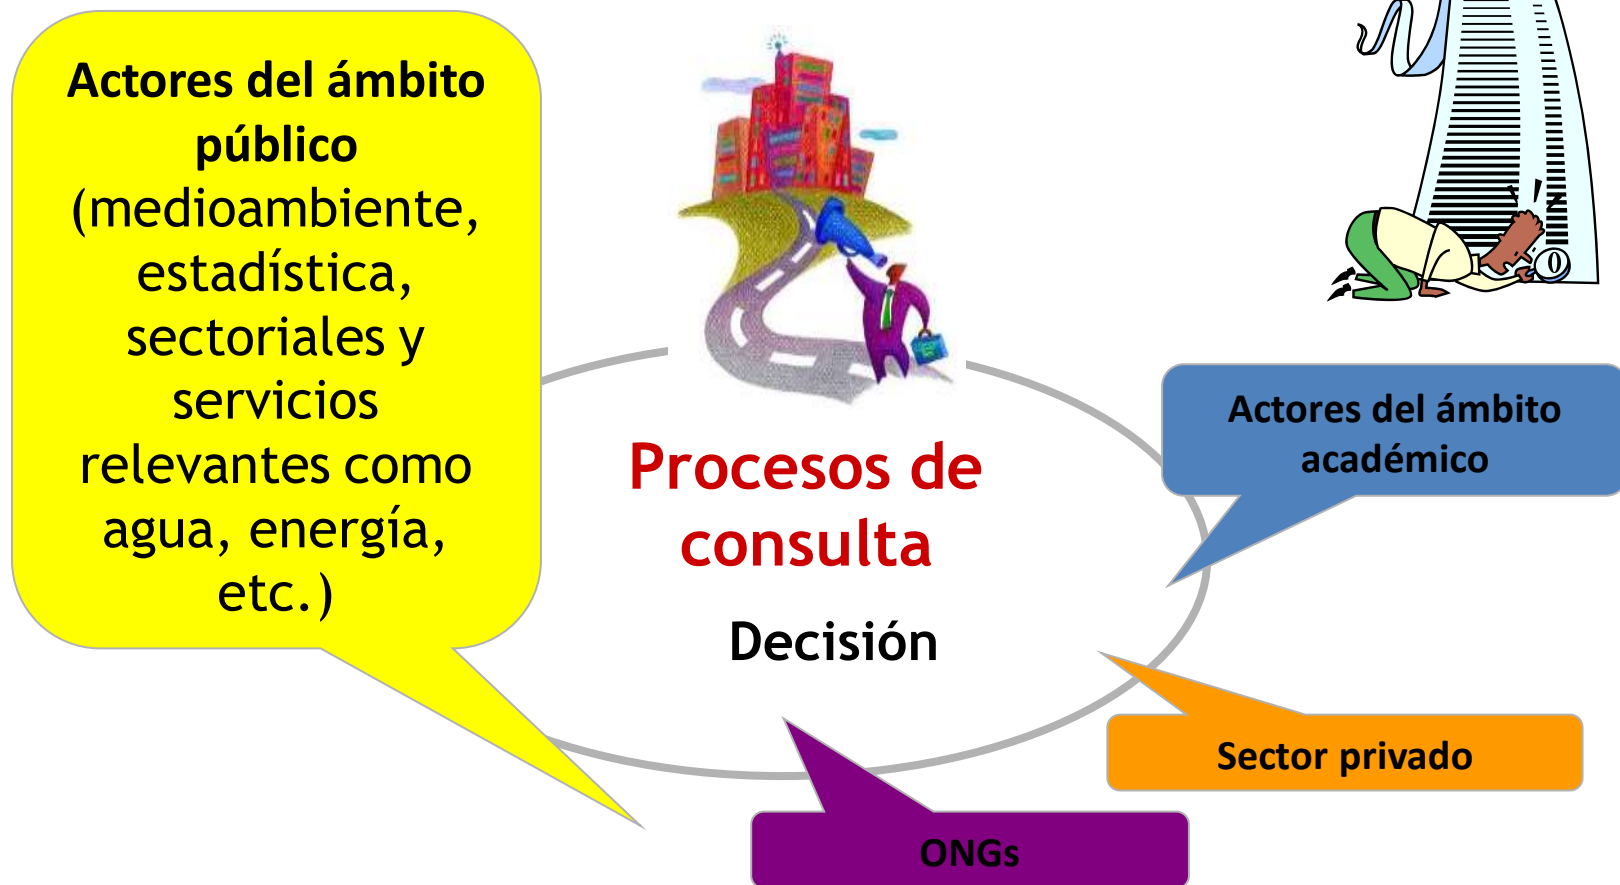 Actores del ámbito
público
(medioambiente,
estadística,
sectoriales y
servicios
relevantes como
agua, energía,
etc.)
Procesos de
consulta
Decisión
Actores del ámbito
académico
Sector privado
ONGs